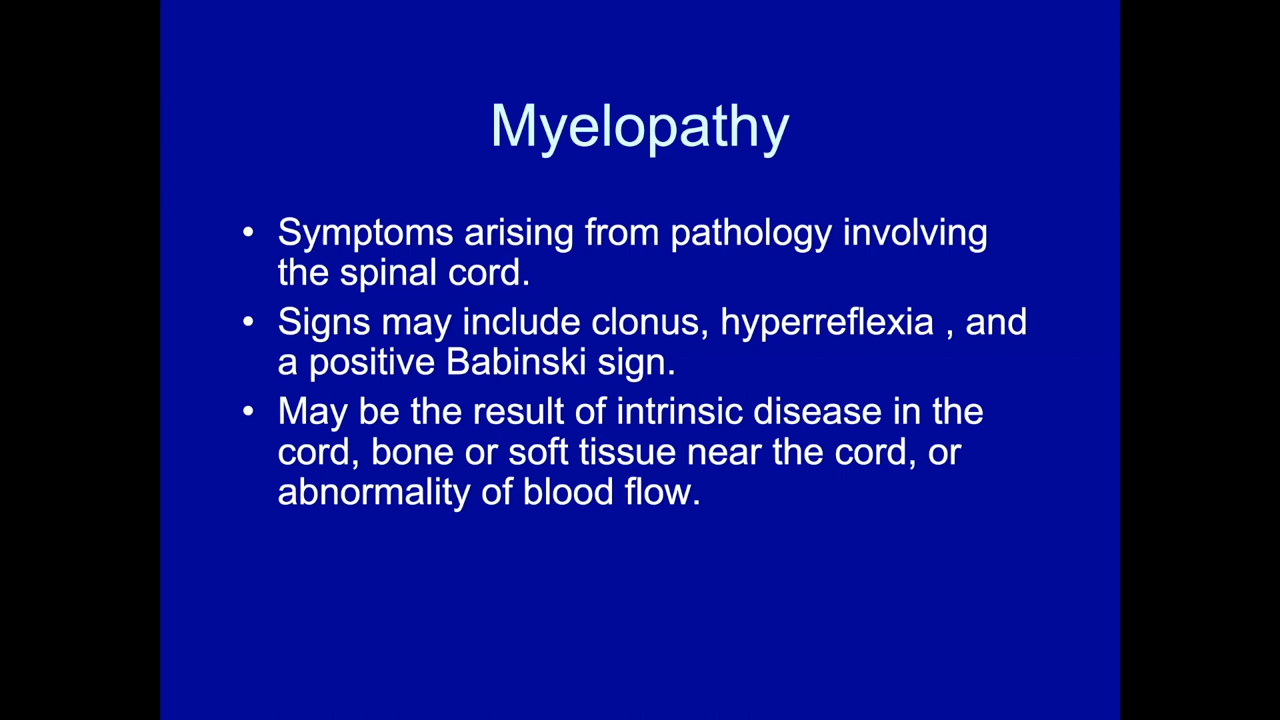 Myelopathy
• Symptoms arising from pathology involving
the spinal cord.
• Signs may include clonus, hyperreflexia , and
a positive Babinski sign.
• May be the result of intrinsic disease in the
cord, bone or soft tissue near the cord, or
abnormality of blood flow.